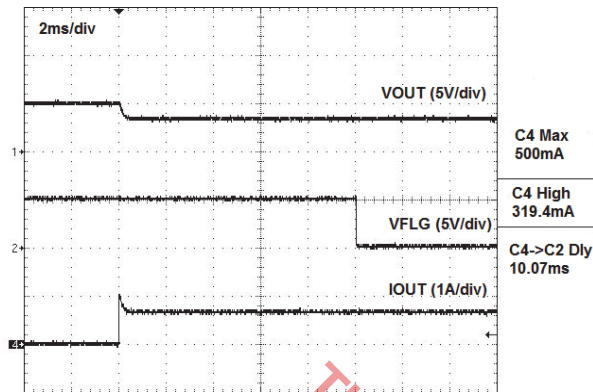 2ms/div
VOUT (5V/div)
C4 Max
500mA
1
C4 High
319.4mA
VFLG (5V/div)
2
C4->C2 Dly
10.07ms
IOUT (1A/div)
4